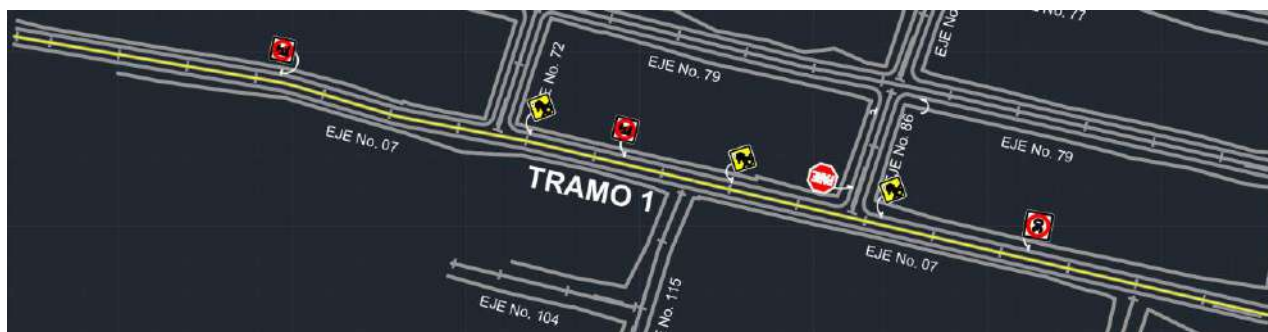 EJE No. 77
EJE No. 72
EJE No. 79
EJE No. 07
TRAMO 1
PARE
EJE No. 86
EJE No. 79
EJE No. 07
EJE No. 104
EJE No. 115